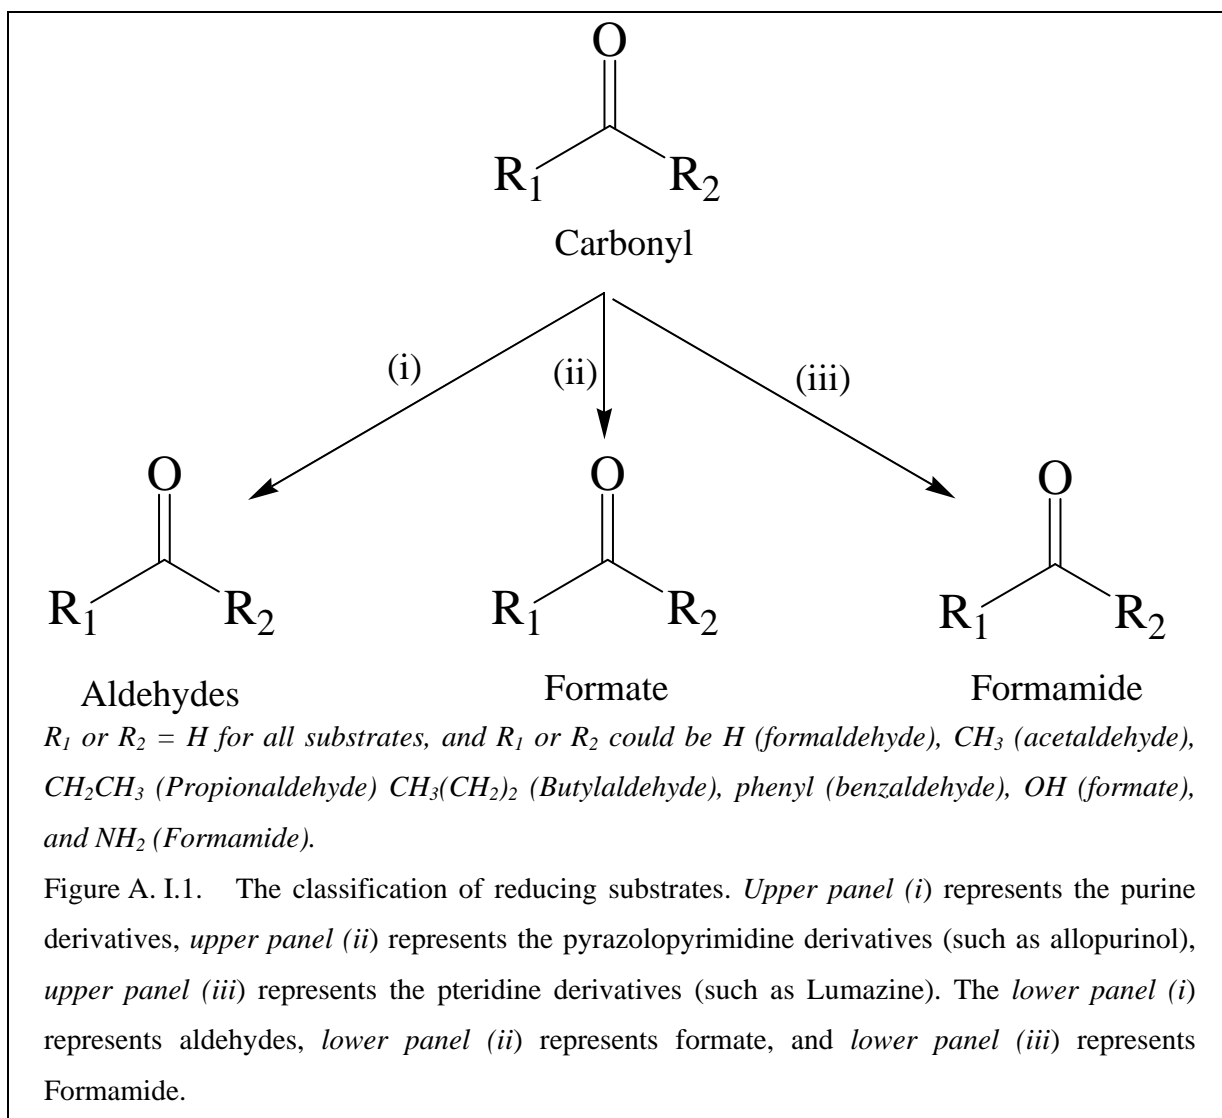 O
R1 R2
Carbonyl
(i) (ii) (iii)
O O O
R1 R2 R1 R2 R1 R2
Aldehydes Formate Formamide
R1 or R2 = H for all substrates, and R1 or R2 could be H (formaldehyde), CH3 (acetaldehyde),
CH2CH3 (Propionaldehyde) CH3(CH2)2 (Butylaldehyde), phenyl (benzaldehyde), OH (formate),
and NH2 (Formamide).
Figure A. I.1. The classification of reducing substrates. Upper panel (i) represents the purine
derivatives, upper panel (ii) represents the pyrazolopyrimidine derivatives (such as allopurinol),
upper panel (iii) represents the pteridine derivatives (such as Lumazine). The lower panel (i)
represents aldehydes, lower panel (ii) represents formate, and lower panel (iii) represents
Formamide.